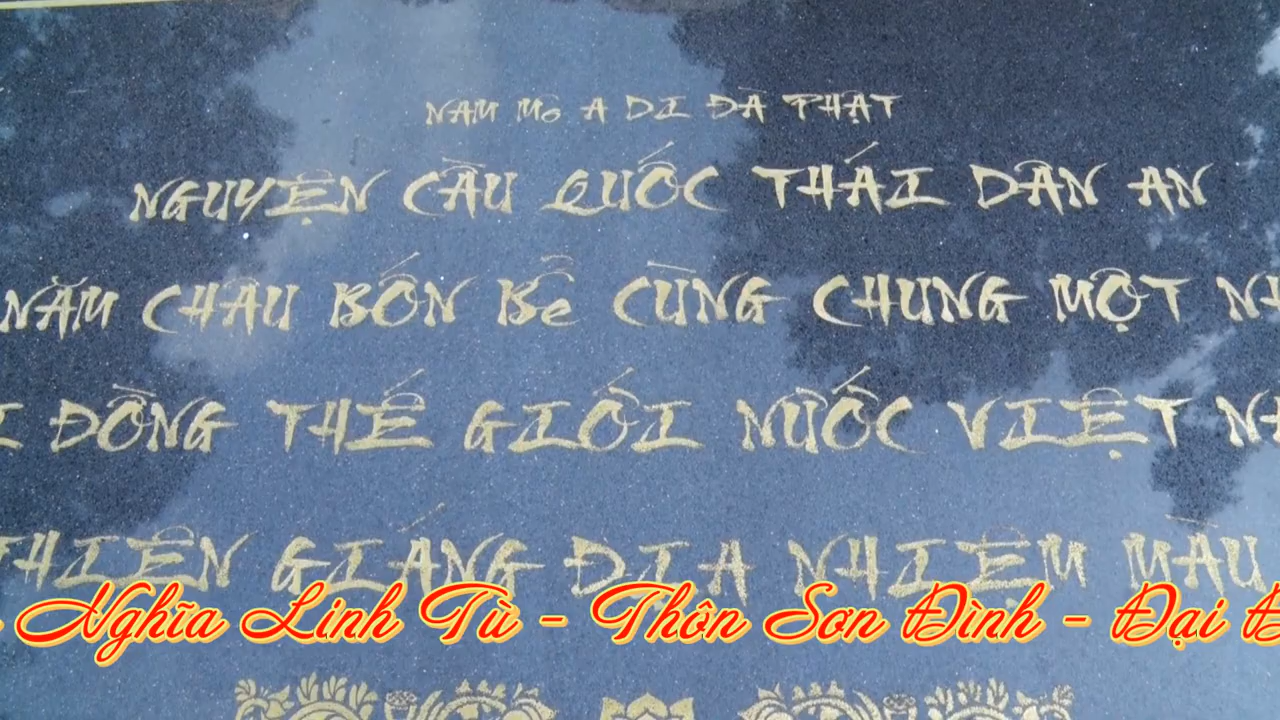 NAM MÔ A DI ĐÀ PHẬT
NGUYỆN CẦU QUỐC THÁI DÂN AN
NĂM CHÂU BỐN BỂ CÙNG CHUNG MỘT
ĐỒNG THẾ GIỚI NƯỚC VIỆT
THIÊN GIÁNG ĐỊA NHIỆM MÀU
Nghĩa Linh Từ - Thôn Sơn Đình - Đại